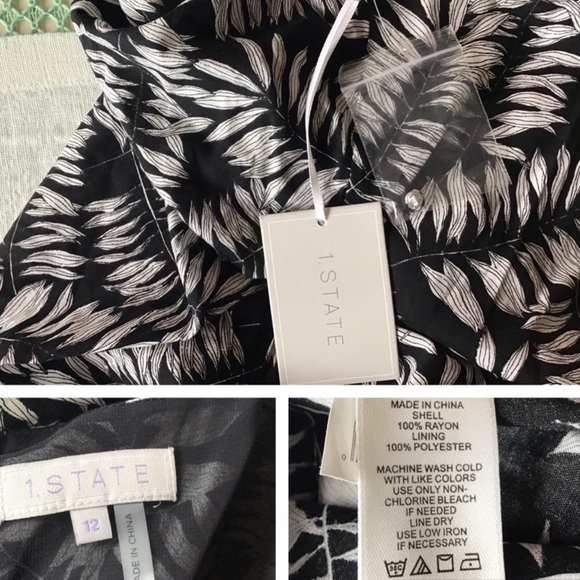 1.STATE
1.STATE
12
MADE IN CHINA
MADE IN CHINA
SHELL
100% RAYON
LINING
100% POLYESTER
MACHINE WASH COLD
WITH LIKE COLORS
USE ONLY NON-
CHLORINE BLEACH
IF NEEDED
LINE DRY
USE LOW IRON
IF NECESSARY